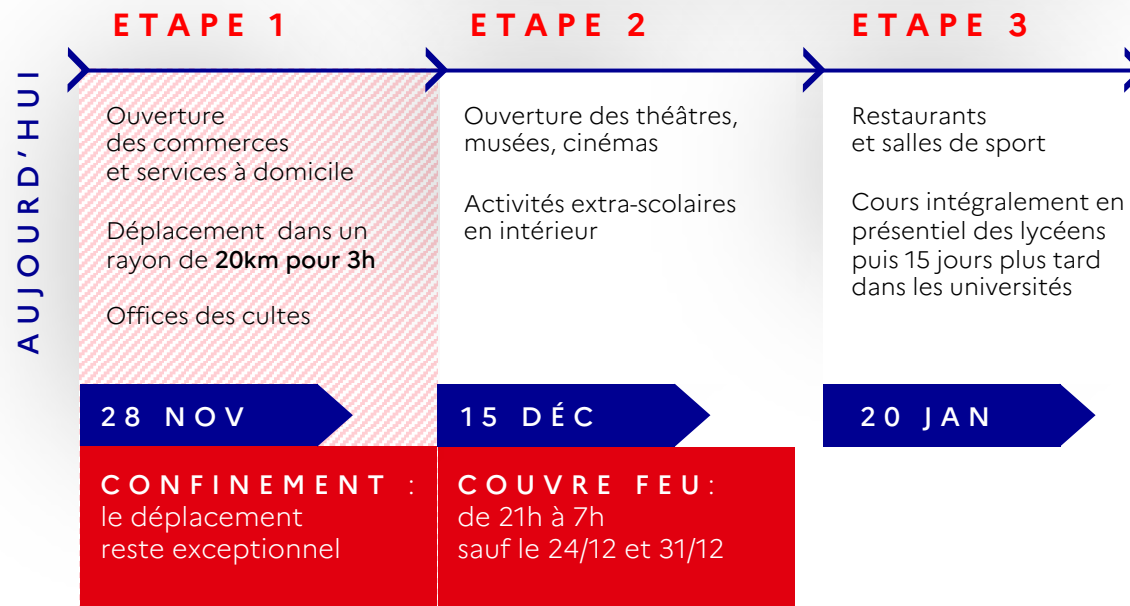 AUJOURD'HUI
ETAPE 1
Ouverture
des commerces
et services à domicile
Déplacement dans un
rayon de 20km pour 3h
Offices des cultes
28 NOV
CONFINEMENT :
le déplacement
reste exceptionnel
ETAPE 2
Ouverture des théâtres,
musées, cinémas
Activités extra-scolaires
en intérieur
15 DÉC
COUVRE FEU:
de 21h à 7h
sauf le 24/12 et 31/12
ETAPE 3
Restaurants
et salles de sport
Cours intégralement en
présentiel des lycéens
puis 15 jours plus tard
dans les universités
20 JAN